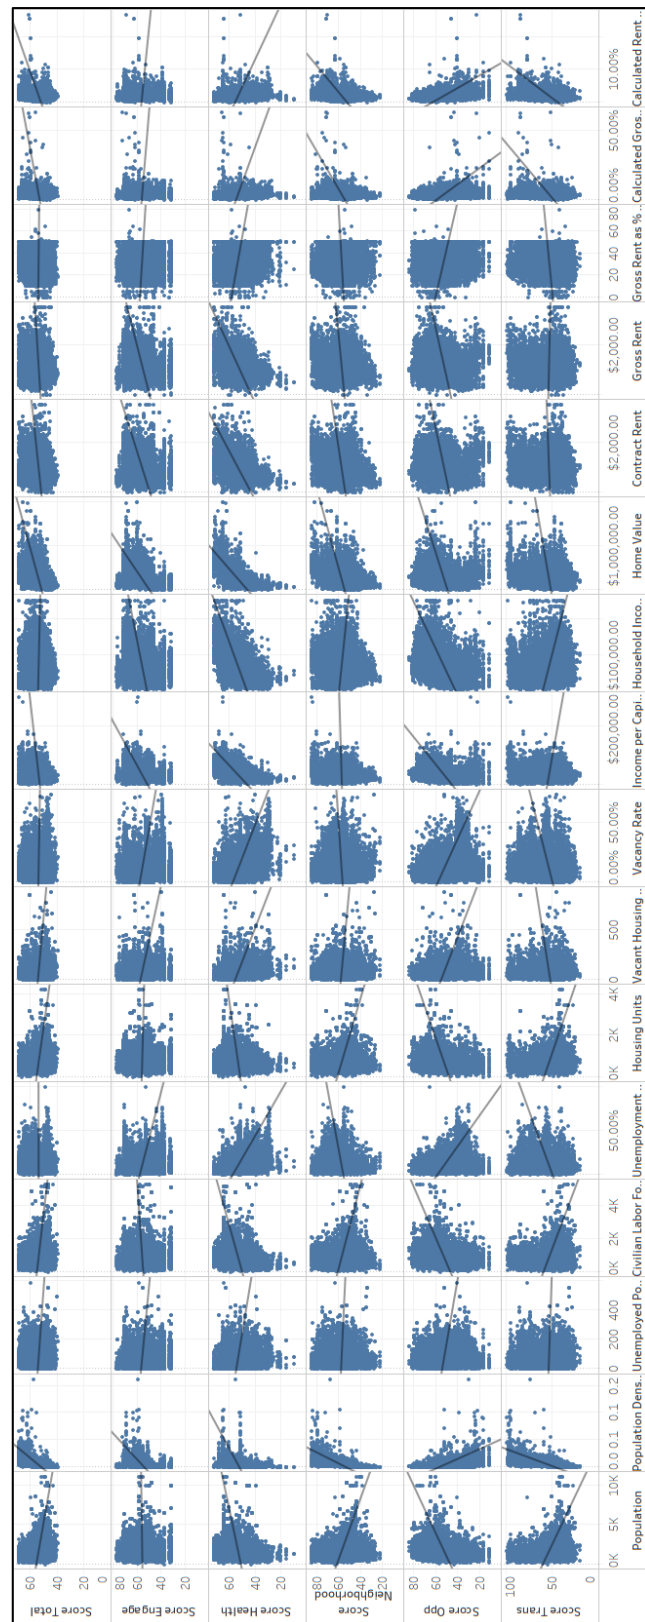 Score Total
60
40
0
Score Engage
80
60
40
20
Score Health
60
40
20
Score
Neighborhood
80
60
40
20
Score Opp
80
60
40
20
Score Trans
100
50
0
0K 5K 10K
0.0 0.1 0.1 0.2
0 200 400
0K 2K 4K
50.00%
0K 2K 4K
0 500
0.00% 50.00%
$200,000.00
$100,000.00
$1,000,000.00
$2,000.00
$2,000.00
0 20 40 60 80
0.00% 50.00%
10.00%
Population
Population Dens..
Unemployed Po..
Civilian Labor Fo..
Unemployment ..
Housing Units
Vacant Housing ..
Vacancy Rate
Income per Capi..
Household Inco..
Home Value
Contract Rent
Gross Rent
Gross Rent as %..
Calculated Gros..
Calculated Rent ..